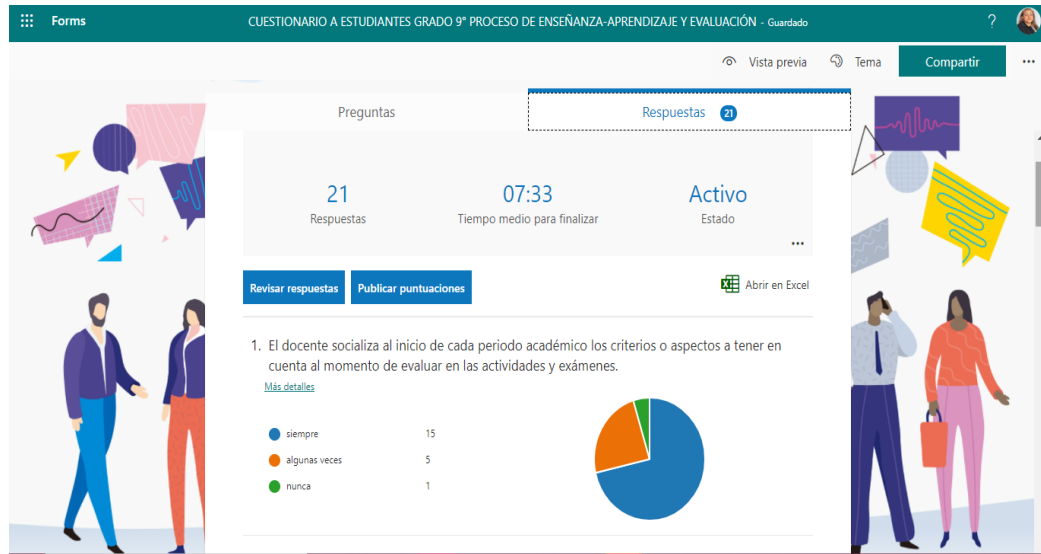 Forms
CUESTIONARIO A ESTUDIANTES GRADO 9° PROCESO DE ENSEÑANZA-APRENDIZAJE Y EVALUACIÓN - Guardado
?
Vista previa
Tema
Compartir
Preguntas
Respuestas 21
21
Respuestas
07:33
Tiempo medio para finalizar
Activo
Estado
Revisar respuestas
Publicar puntuaciones
Abrir en Excel
1. El docente socializa al inicio de cada periodo académico los criterios o aspectos a tener en
cuenta al momento de evaluar en las actividades y exámenes.
Más detalles
siempre 15
algunas veces 5
nunca 1